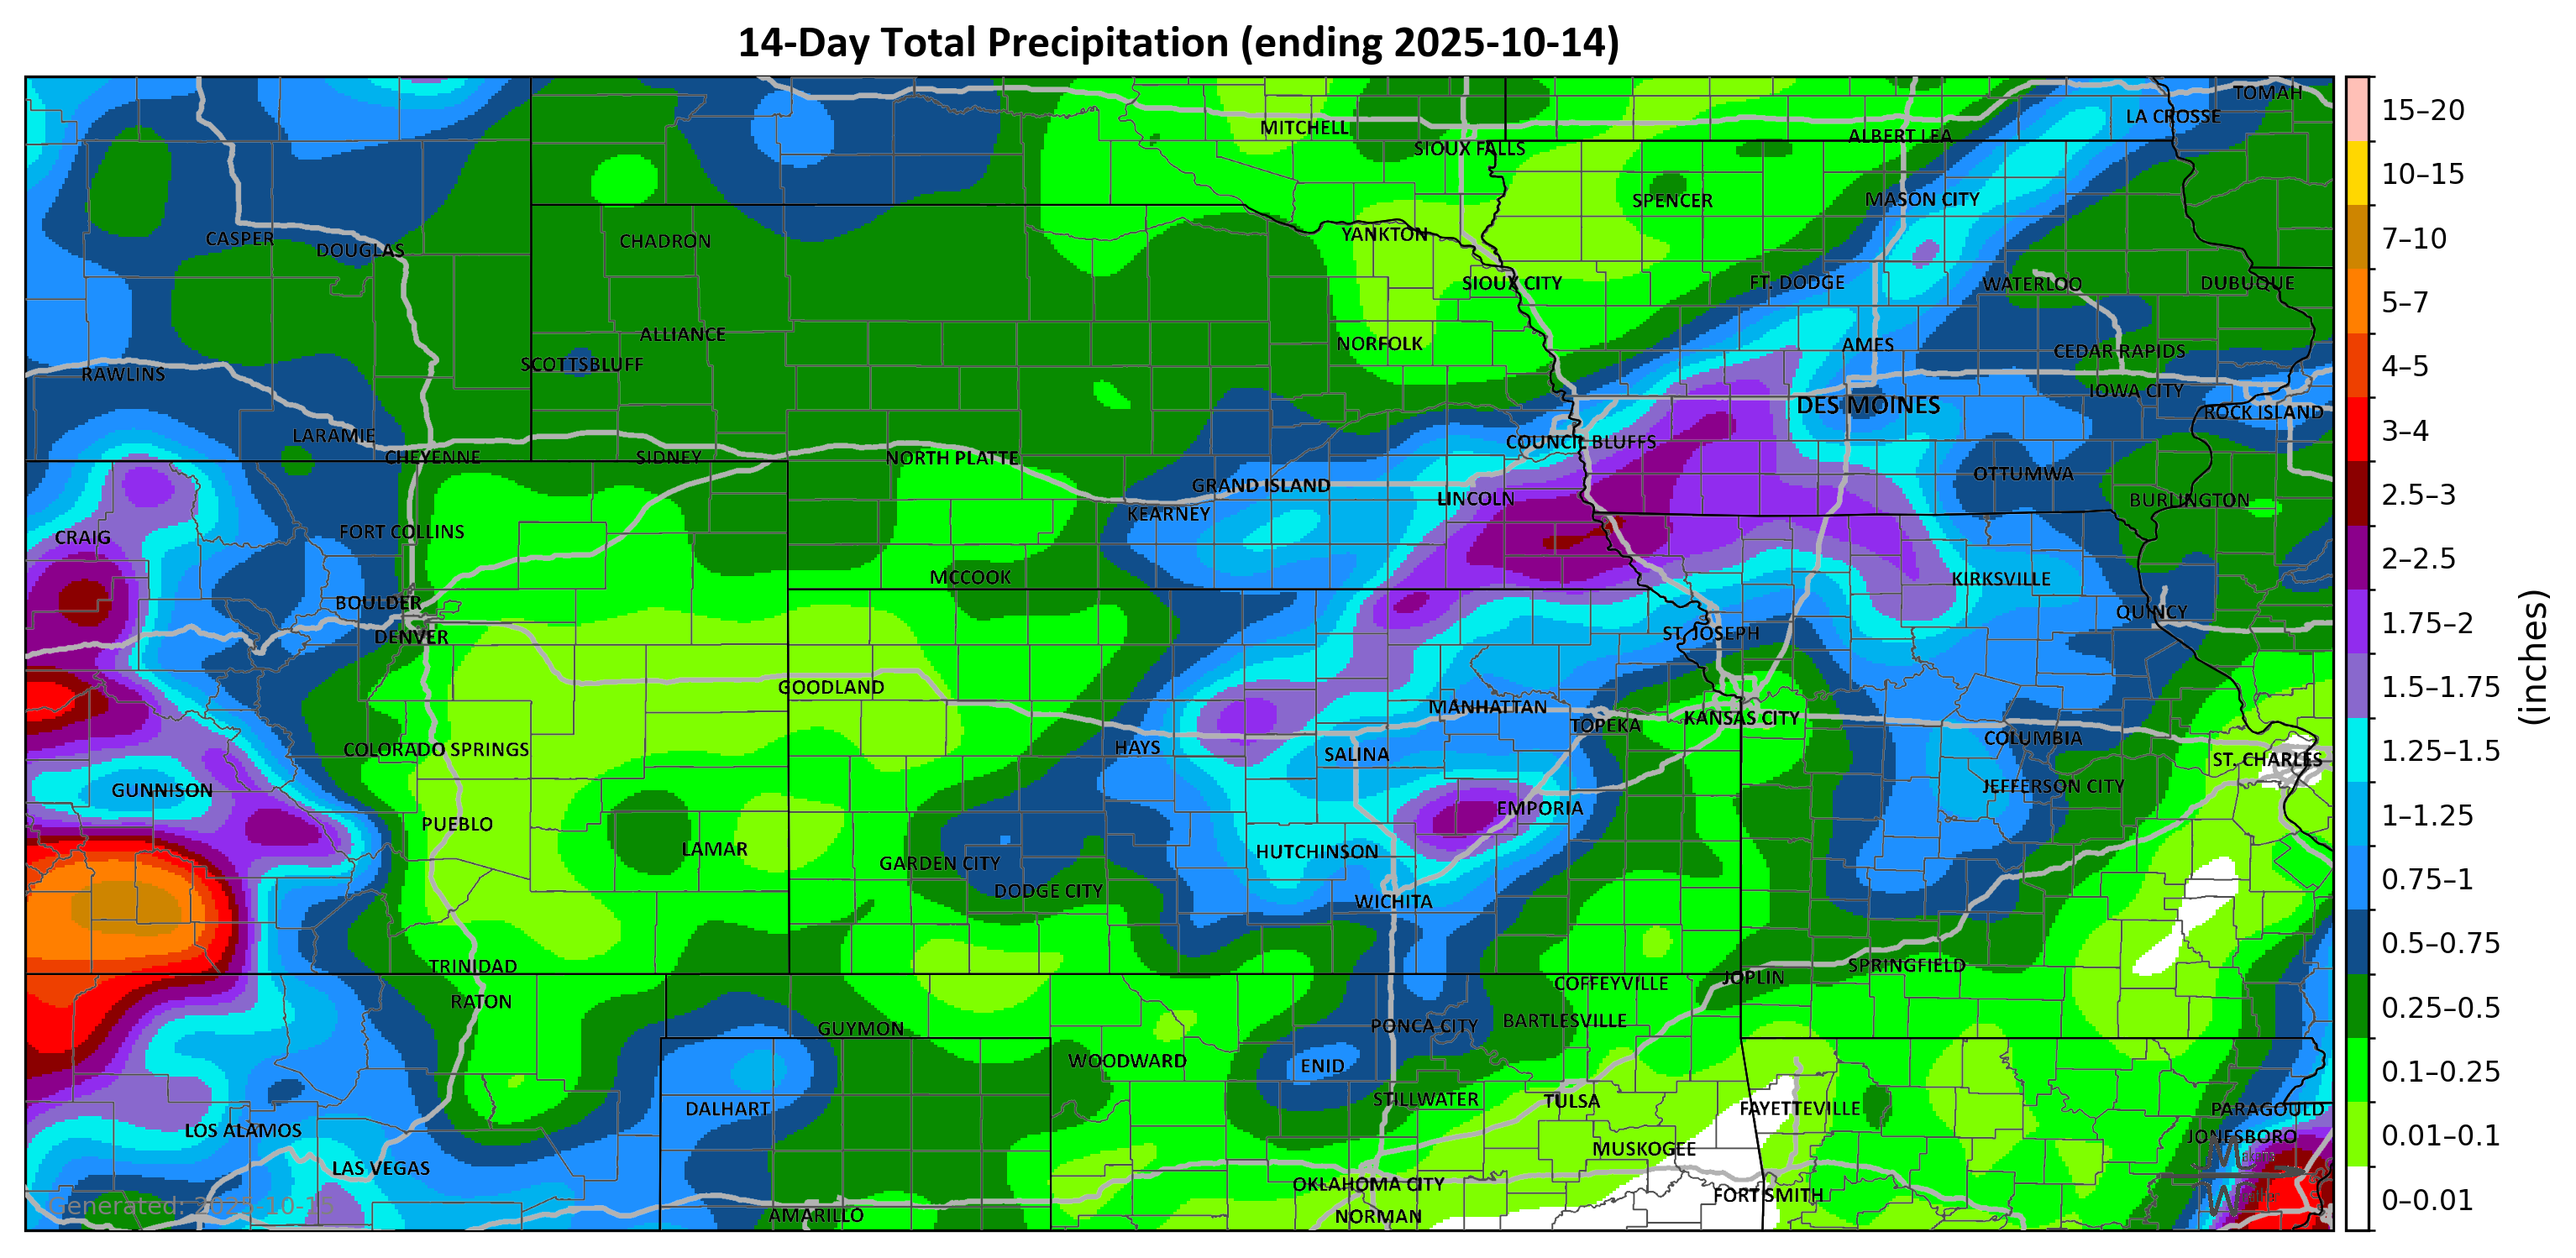 14-Day Total Precipitation (ending 2025-10-14)
TOMAH
LA CROSSE
MITCHELL
ALBERT LEA
SIOUX FALLS
SPENCER
MASON CITY
CASPER
DOUGLAS
CHADRON
YANKTON
SIOUX CITY
FT. DODGE
WATERLOO
DUBUQUE
ALLIANCE
NORFOLK
AMES
CEDAR RAPIDS
SCOTTSBLUFF
RAWLINS
IOWA CITY
DES MOINES
ROCK ISLAND
LARAMIE
COUNCIL BLUFFS
CHEYENNE
SIDNEY
NORTH PLATTE
OTTUMWA
GRAND ISLAND
LINCOLN
BURLINGTON
KEARNEY
CRAIG
FORT COLLINS
MCCOOK
KIRKSVILLE
BOULDER
QUINCY
DENVER
ST. JOSEPH
GOODLAND
MANHATTAN
KANSAS CITY
TOPEKA
COLORADO SPRINGS
HAYS
SALINA
COLUMBIA
ST. CHARLES
GUNNISON
JEFFERSON CITY
EMPORIA
PUEBLO
LAMAR
HUTCHINSON
GARDEN CITY
DODGE CITY
WICHITA
TRINIDAD
SPRINGFIELD
JOPLIN
COFFEYVILLE
RATON
GUYMON
PONCA CITY
BARTLESVILLE
WOODWARD
ENID
DALHART
STILLWATER
TULSA
FAYETTEVILLE
PARAGOULD
LOS ALAMOS
JONESBORO
MUSKOGEE
LAS VEGAS
OKLAHOMA CITY
FORT SMITH
AMARILLO
NORMAN
Generated: 2025-10-15
15–20
10–15
7–10
5–7
4–5
3–4
2.5–3
2–2.5
1.75–2
1.5–1.75
1.25–1.5
1–1.25
0.75–1
0.5–0.75
0.25–0.5
0.1–0.25
0.01–0.1
0–0.01
(inches)